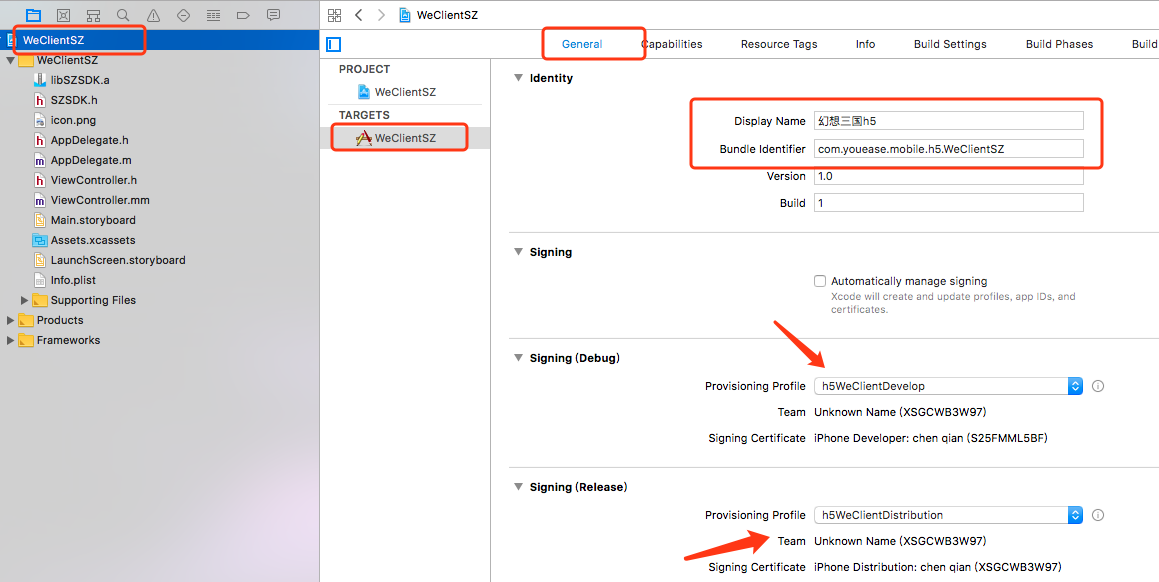 WeClientSZ
WeClientSZ
WeClientSZ
libSZSDK.a
SZSDK.h
icon.png
AppDelegate.h
AppDelegate.m
ViewController.h
ViewController.mm
Main.storyboard
Assets.xcassets
LaunchScreen.storyboard
Info.plist
Supporting Files
Products
Frameworks
General Capabilities Resource Tags Info Build Settings Build Phases Build
PROJECT
WeClientSZ
TARGETS
WeClientSZ
Identity
Display Name 幻想三国h5
Bundle Identifier com.youease.mobile.h5.WeClientSZ
Version 1.0
Build 1
Signing
Automatically manage signing
Xcode will create and update profiles, app IDs, and
certificates.
Signing (Debug)
Provisioning Profile h5WeClientDevelop
Team Unknown Name (XSGCWB3W97)
Signing Certificate iPhone Developer: chen qian (S25FMML5BF)
Signing (Release)
Provisioning Profile h5WeClientDistribution
Team Unknown Name (XSGCWB3W97)
Signing Certificate iPhone Distribution: chen qian (XSGCWB3W97)